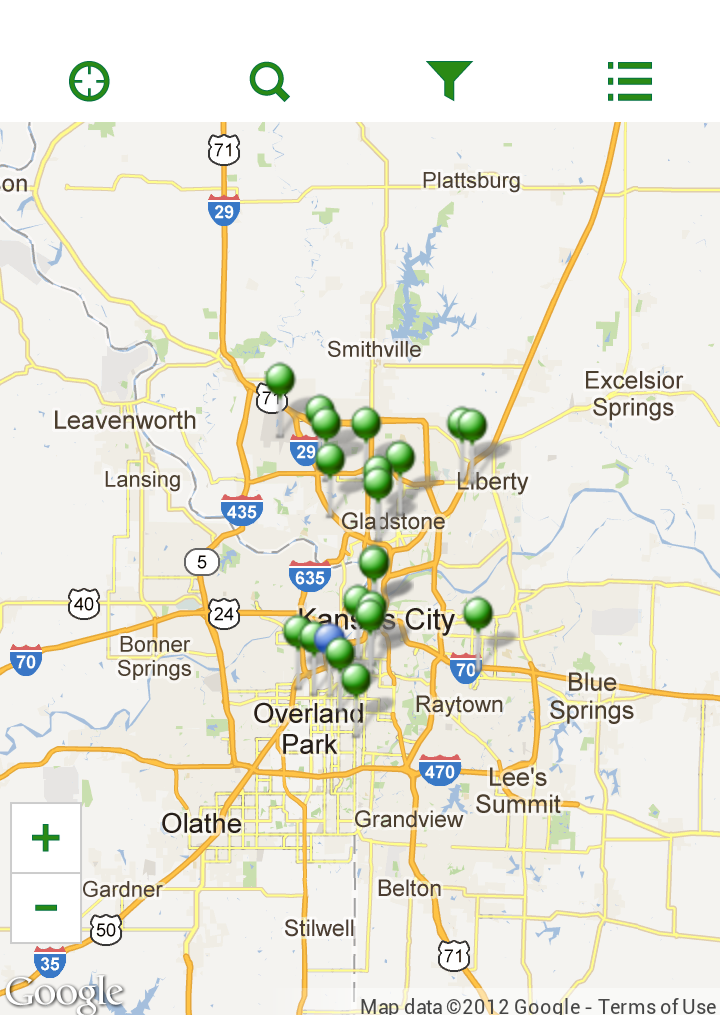 71
Plattsburg
on
29
Smithville
Excelsior
Springs
71
Leavenworth
29
Lansing
Liberty
435
Gladstone
5
635
40
24
Kansas City
Bonner
Springs
70
70
Blue
Springs
Raytown
Overland
Park
470
Lee's
Summit
Olathe
Grandview
Gardner
Belton
50
Stilwell
71
35
Google
Map data ©2012 Google - Terms of Use